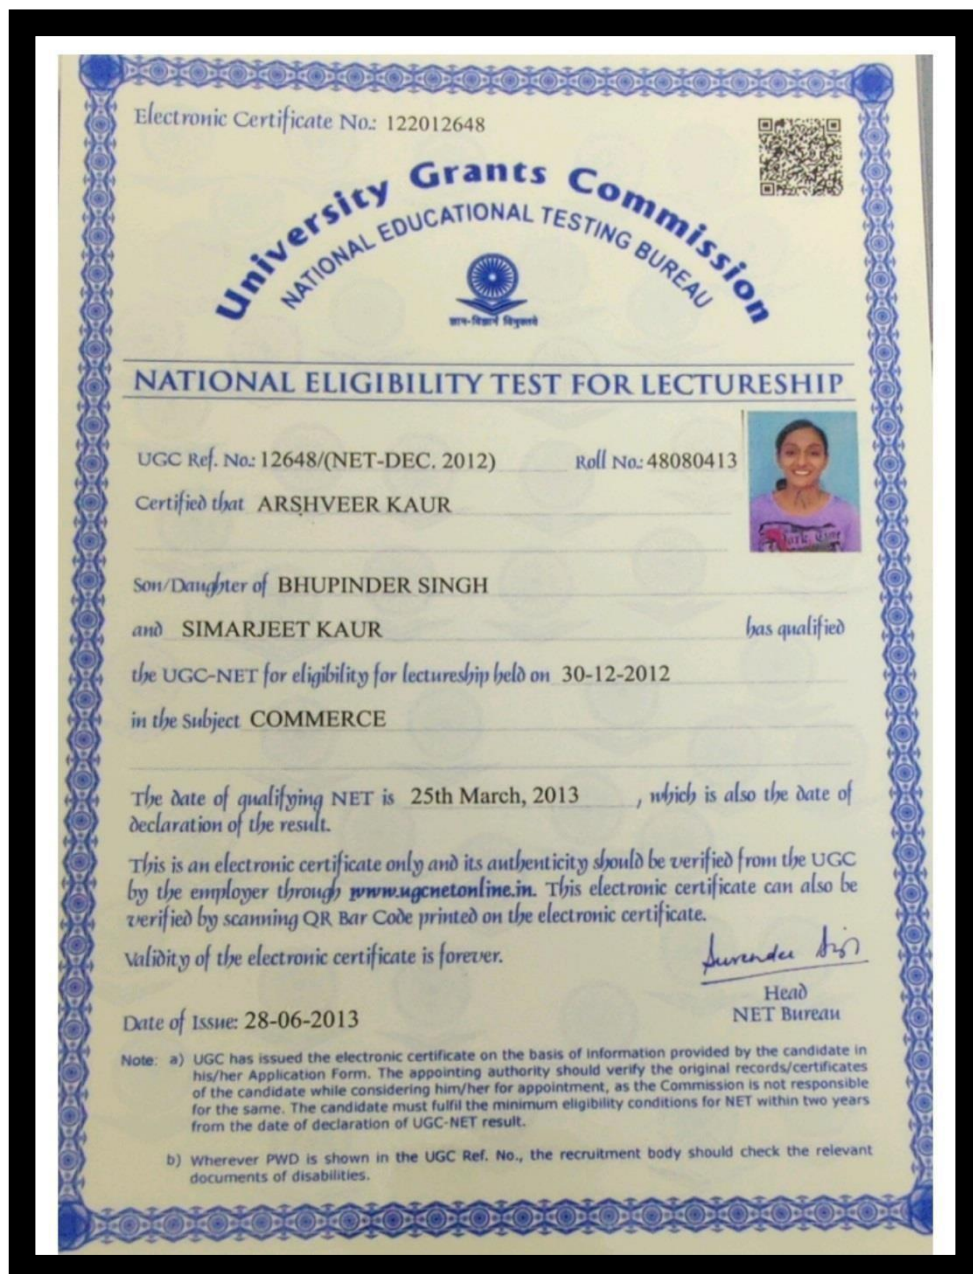 Electronic Certificate No.: 122012648
University Grants Commission
NATIONAL EDUCATIONAL TESTING BUREAU
ज्ञान-विज्ञानं विमुक्तये
NATIONAL ELIGIBILITY TEST FOR LECTURESHIP
UGC Ref. No.: 12648/(NET-DEC. 2012) Roll No.: 48080413
Certified that ARSHVEER KAUR
Son/Daughter of BHUPINDER SINGH
and SIMARJEET KAUR has qualified
the UGC-NET for eligibility for lectureship held on 30-12-2012
in the Subject COMMERCE
The date of qualifying NET is 25th March, 2013 , which is also the date of
declaration of the result.
This is an electronic certificate only and its authenticity should be verified from the UGC
by the employer through www.ugcnetonline.in. This electronic certificate can also be
verified by scanning QR Bar Code printed on the electronic certificate.
Validity of the electronic certificate is forever.
Head
NET Bureau
Date of Issue: 28-06-2013
Note: a) UGC has issued the electronic certificate on the basis of information provided by the candidate in
his/her Application Form. The appointing authority should verify the original records/certificates
of the candidate while considering him/her for appointment, as the Commission is not responsible
for the same. The candidate must fulfil the minimum eligibility conditions for NET within two years
from the date of declaration of UGC-NET result.
b) Wherever PWD is shown in the UGC Ref. No., the recruitment body should check the relevant
documents of disabilities.